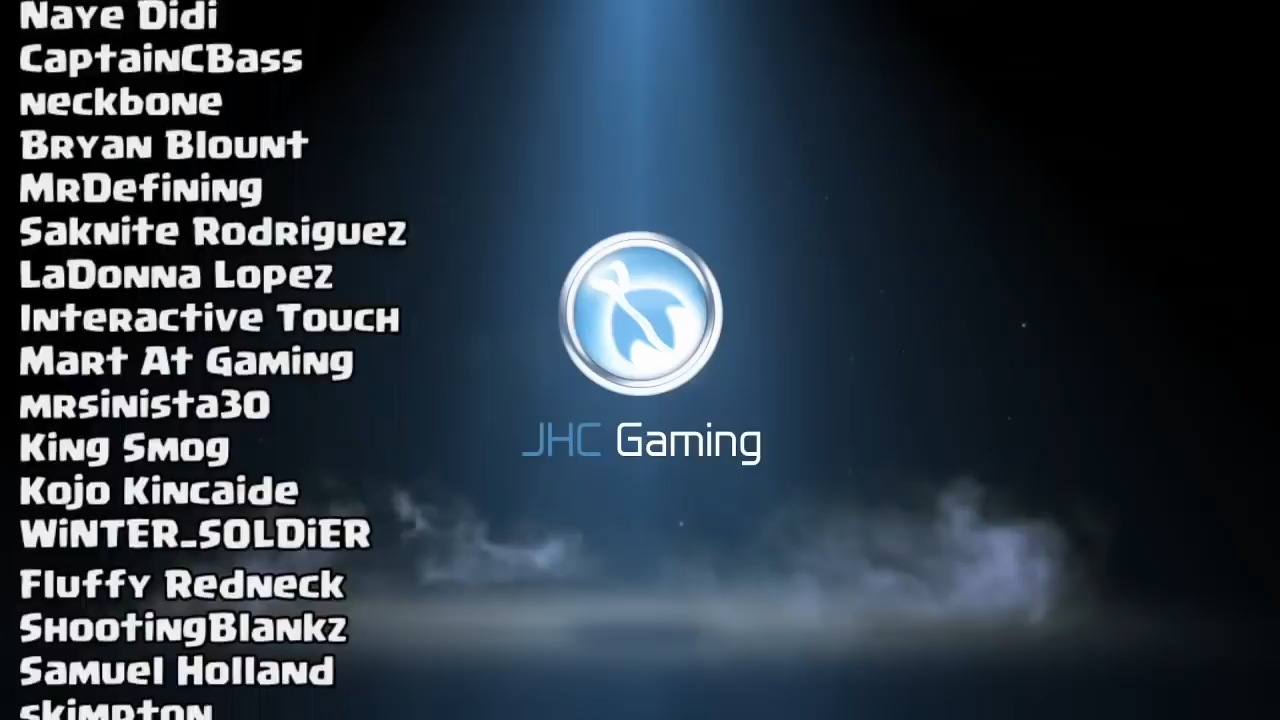 Naye Didi
CaptainCBass
neckbone
Bryan Blount
MrDefining
Saknite Rodriguez
LaDonna Lopez
Interactive Touch
Mart At Gaming
mrsinista30
King Smog
Kojo Kincaide
WiNTER_SOLDiER
Fluffy Redneck
ShootingBlankz
Samuel Holland
skimpton
JHC Gaming